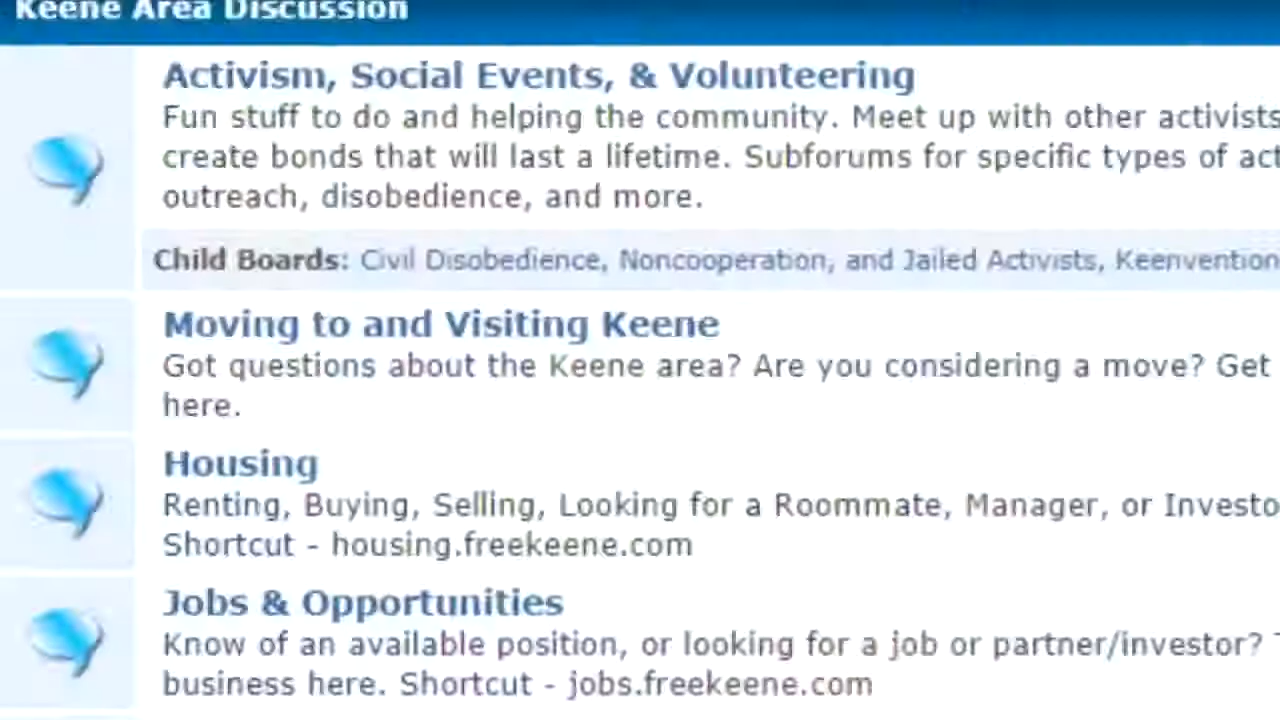 Keene Area Discussion
Activism, Social Events, & Volunteering
Fun stuff to do and helping the community. Meet up with other activists
create bonds that will last a lifetime. Subforums for specific types of act
outreach, disobedience, and more.
Child Boards: Civil Disobedience, Noncooperation, and Jailed Activists, Keenvention
Moving to and Visiting Keene
Got questions about the Keene area? Are you considering a move? Get
here.
Housing
Renting, Buying, Selling, Looking for a Roommate, Manager, or Investo
Shortcut - housing.freekeene.com
Jobs & Opportunities
Know of an available position, or looking for a job or partner/investor?
business here. Shortcut - jobs.freekeene.com